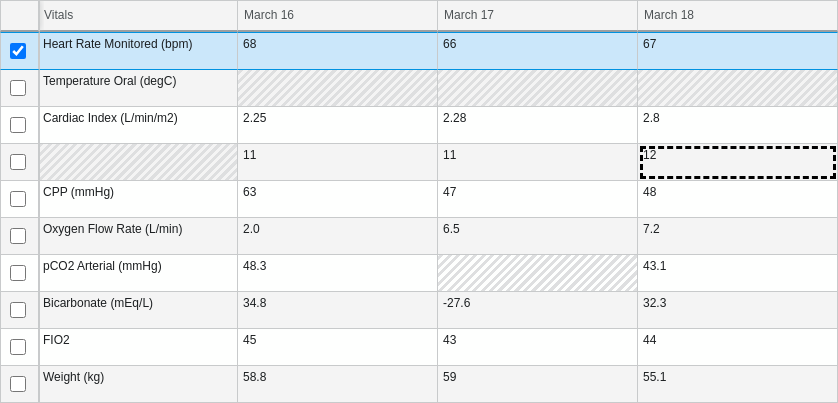 Vitals March 16 March 17 March 18
Heart Rate Monitored (bpm) 68 66 67
Temperature Oral (degC)
Cardiac Index (L/min/m2) 2.25 2.28 2.8
11 11 12
CPP (mmHg) 63 47 48
Oxygen Flow Rate (L/min) 2.0 6.5 7.2
pCO2 Arterial (mmHg) 48.3 43.1
Bicarbonate (mEq/L) 34.8 -27.6 32.3
FIO2 45 43 44
Weight (kg) 58.8 59 55.1